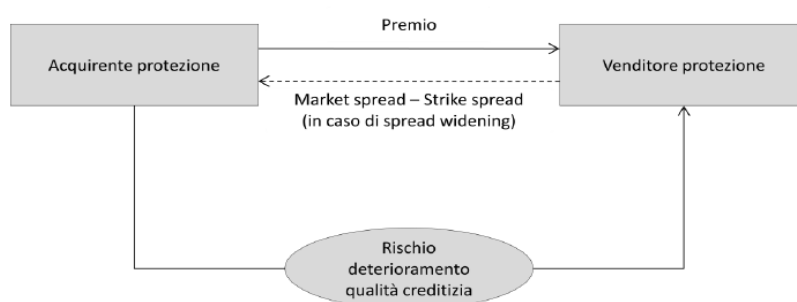 Premio
Acquirente protezione
Venditore protezione
Market spread – Strike spread
(in caso di spread widening)
Rischio
deterioramento
qualità creditizia